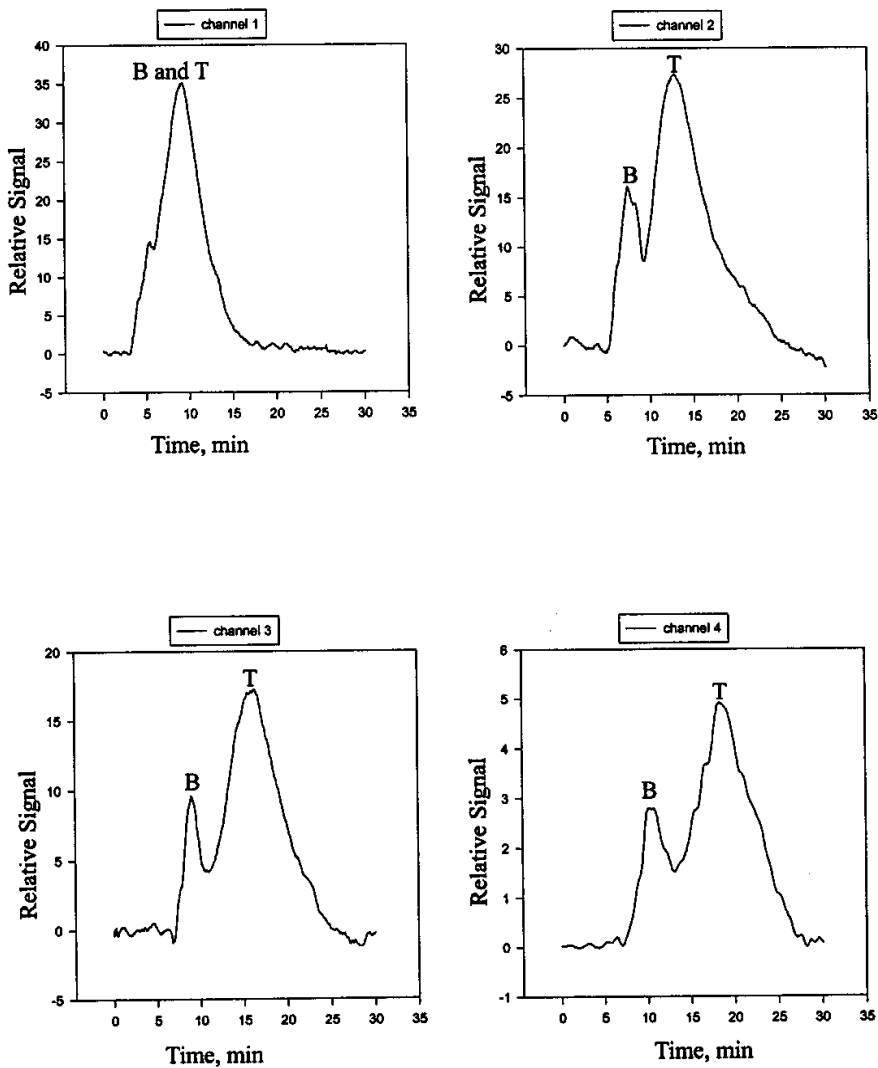 channel 1
B and T
40
35
30
25
20
15
10
5
0
-5
Relative Signal
0 5 10 15 20 25 30 35
Time, min
channel 2
T
B
30
25
20
15
10
5
0
-5
Relative Signal
0 5 10 15 20 25 30 35
Time, min
channel 3
T
B
20
15
10
5
0
-5
Relative Signal
0 5 10 15 20 25 30 35
Time, min
channel 4
T
B
6
5
4
3
2
1
0
-1
Relative Signal
0 5 10 15 20 25 30 35
Time, min